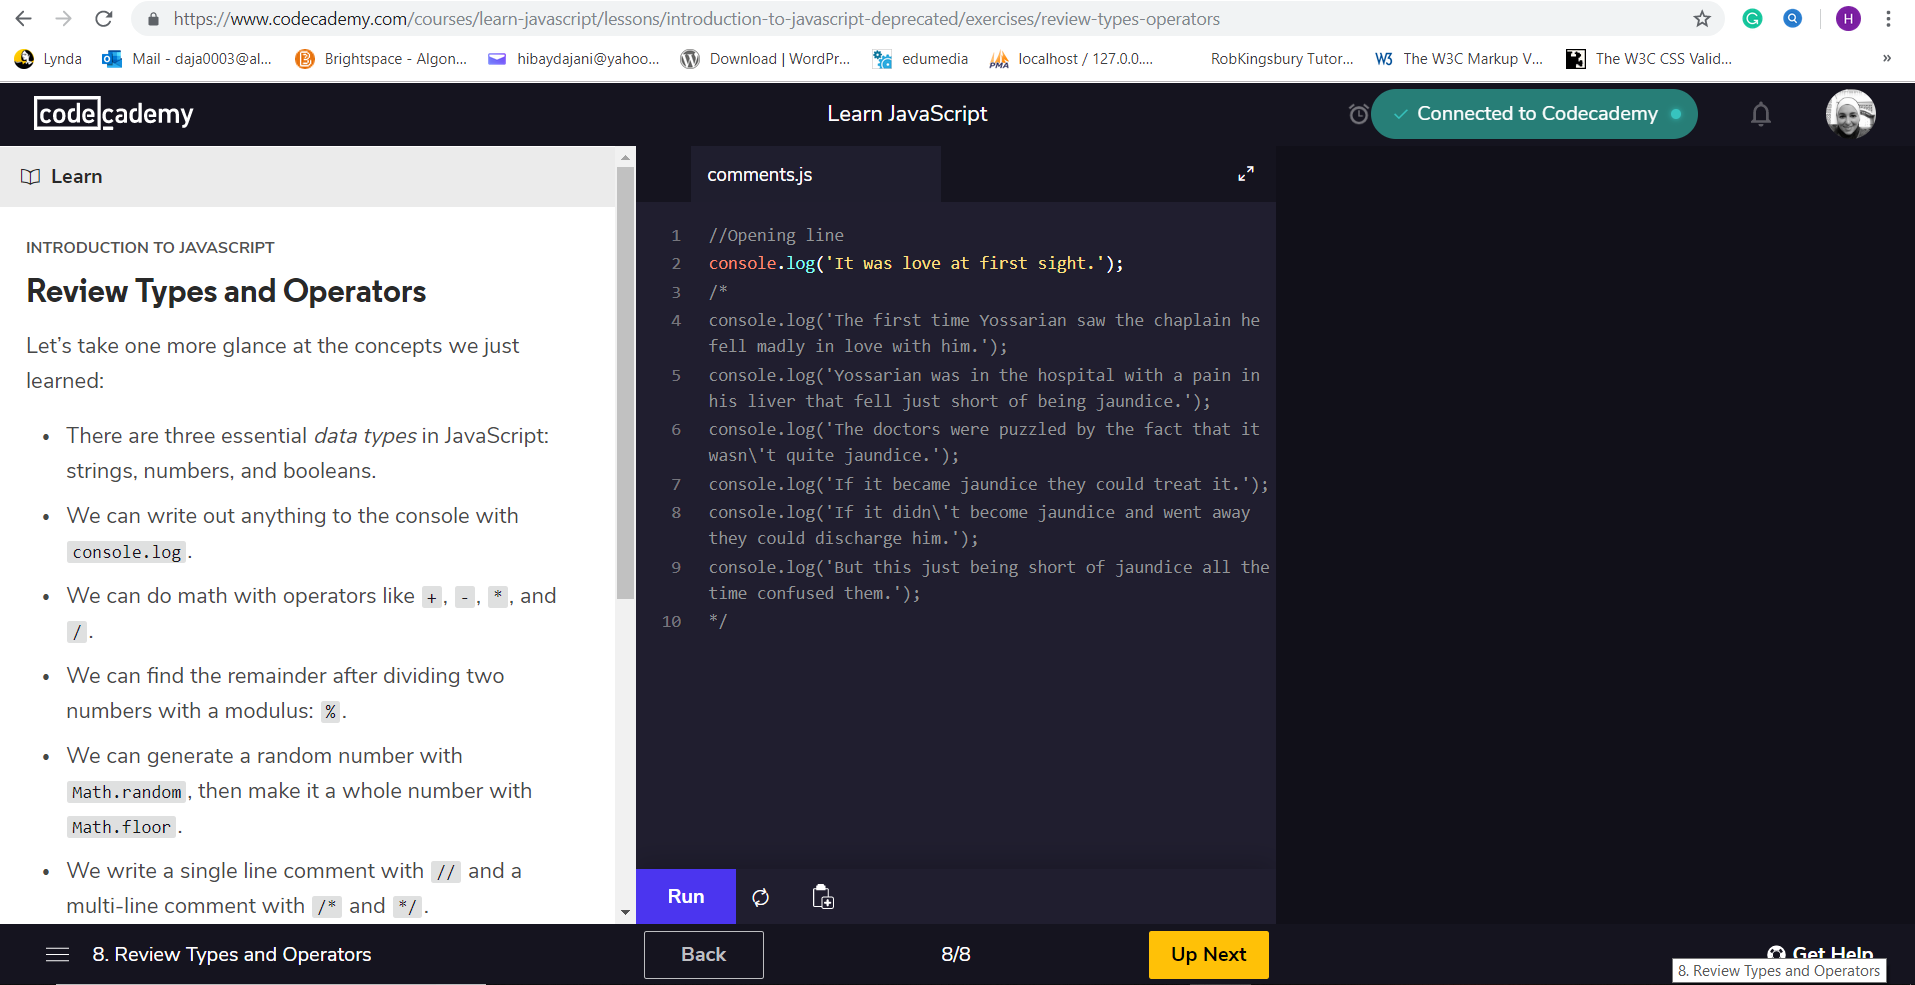 https://www.codecademy.com/courses/learn-javascript/lessons/introduction-to-javascript-deprecated/exercises/review-types-operators
H
Lynda
Mail - daja0003@al...
Brightspace - Algon...
hibaydajani@yahoo...
Download | WordPr...
edumedia
localhost / 127.0.0....
RobKingsbury Tutor...
The W3C Markup V...
The W3C CSS Valid...
»
codecademy
Learn JavaScript
Connected to Codecademy
Learn
comments.js
INTRODUCTION TO JAVASCRIPT
Review Types and Operators
Let’s take one more glance at the concepts we just
learned:
• There are three essential data types in JavaScript:
strings, numbers, and booleans.
• We can write out anything to the console with
console.log.
• We can do math with operators like +, -, *, and
/.
• We can find the remainder after dividing two
numbers with a modulus: %.
• We can generate a random number with
Math.random, then make it a whole number with
Math.floor.
• We write a single line comment with // and a
multi-line comment with /* and */.
1 //Opening line
2 console.log('It was love at first sight.');
3 /*
4 console.log('The first time Yossarian saw the chaplain he
fell madly in love with him.');
5 console.log('Yossarian was in the hospital with a pain in
his liver that fell just short of being jaundice.');
6 console.log('The doctors were puzzled by the fact that it
wasn\'t quite jaundice.');
7 console.log('If it became jaundice they could treat it.');
8 console.log('If it didn\'t become jaundice and went away
they could discharge him.');
9 console.log('But this just being short of jaundice all the
time confused them.');
10 */
Run
8. Review Types and Operators
Back
8/8
Up Next
Get Help
8. Review Types and Operators